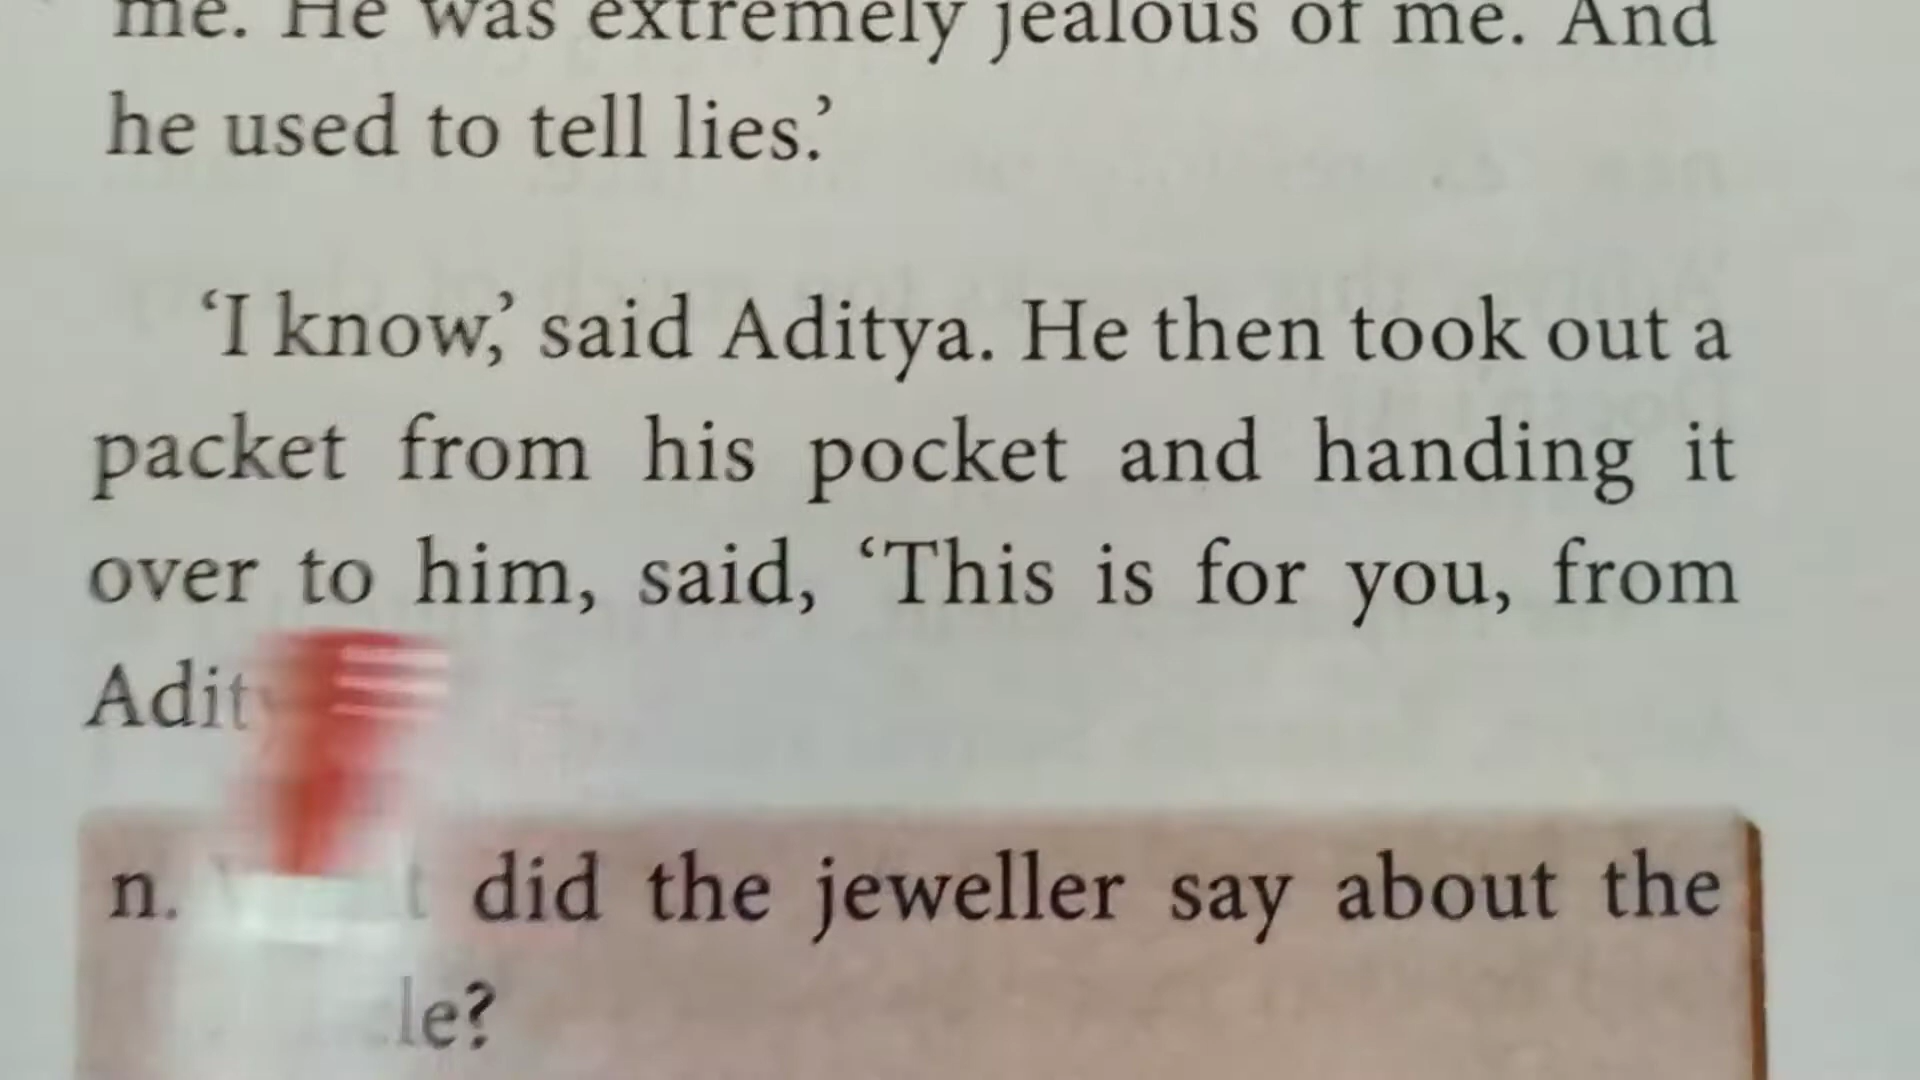 me. He was extremely jealous of me. And
he used to tell lies.’
‘I know,’ said Aditya. He then took out a
packet from his pocket and handing it
over to him, said, ‘This is for you, from
n. did the jeweller say about the